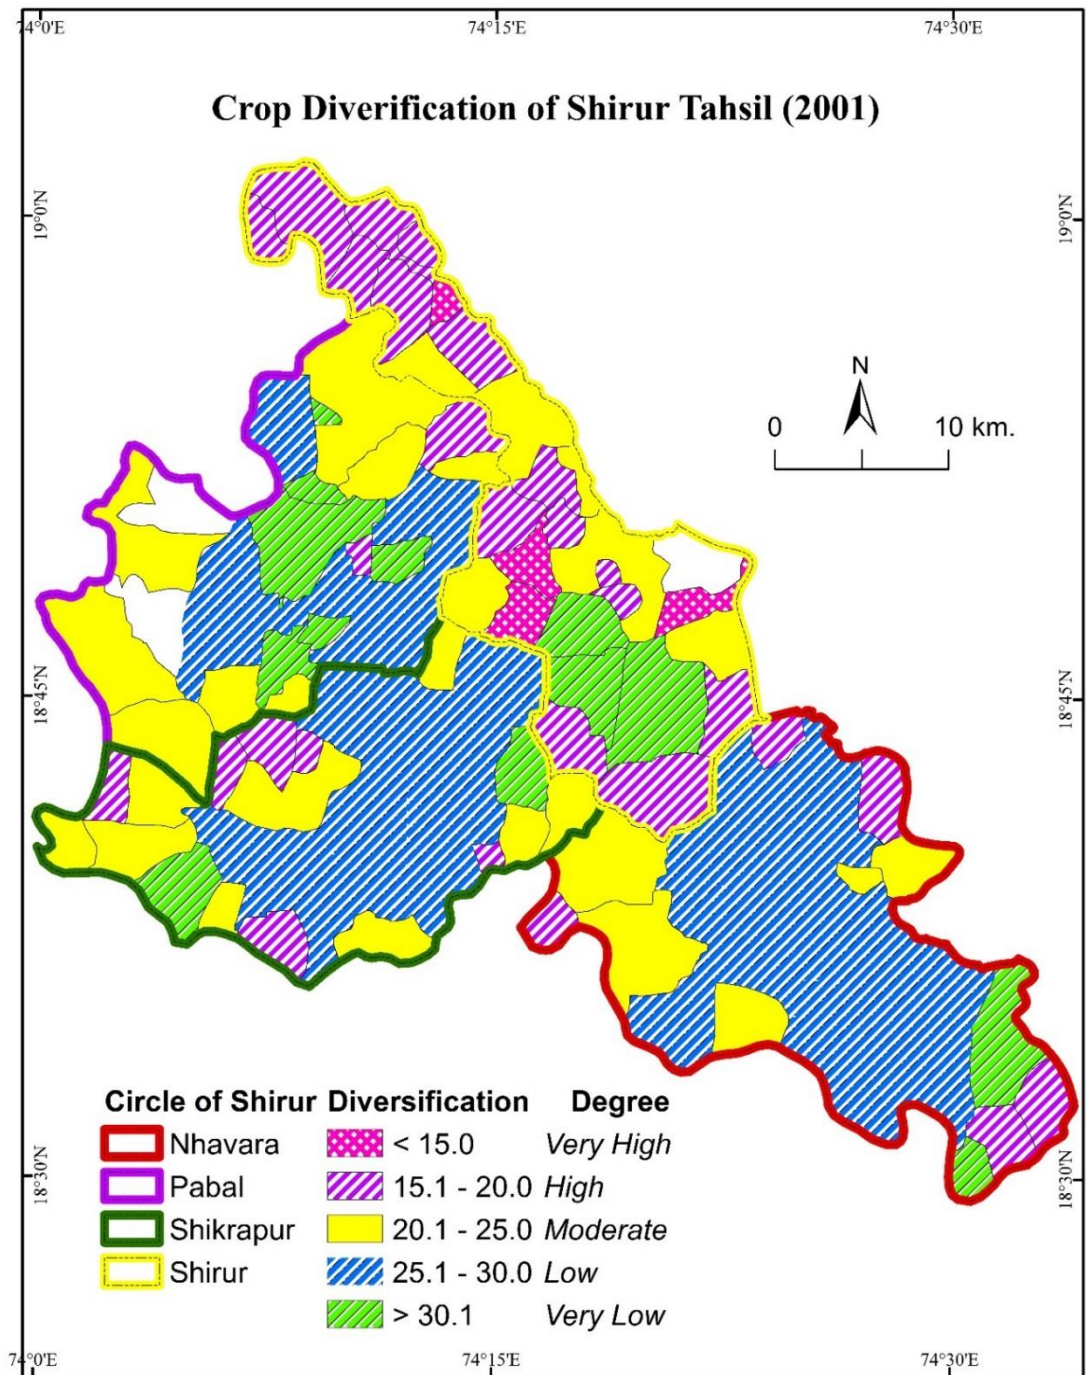 74°0'E 74°15'E 74°30'E
Crop Diverification of Shirur Tahsil (2001)
19°0'N 19°0'N
N
0 10 km.
18°45'N 18°45'N
Circle of Shirur Diversification Degree
Nhavara < 15.0 Very High
Pabal 15.1 - 20.0 High
Shikrapur 20.1 - 25.0 Moderate
Shirur 25.1 - 30.0 Low
> 30.1 Very Low
18°30'N 18°30'N
74°0'E 74°15'E 74°30'E